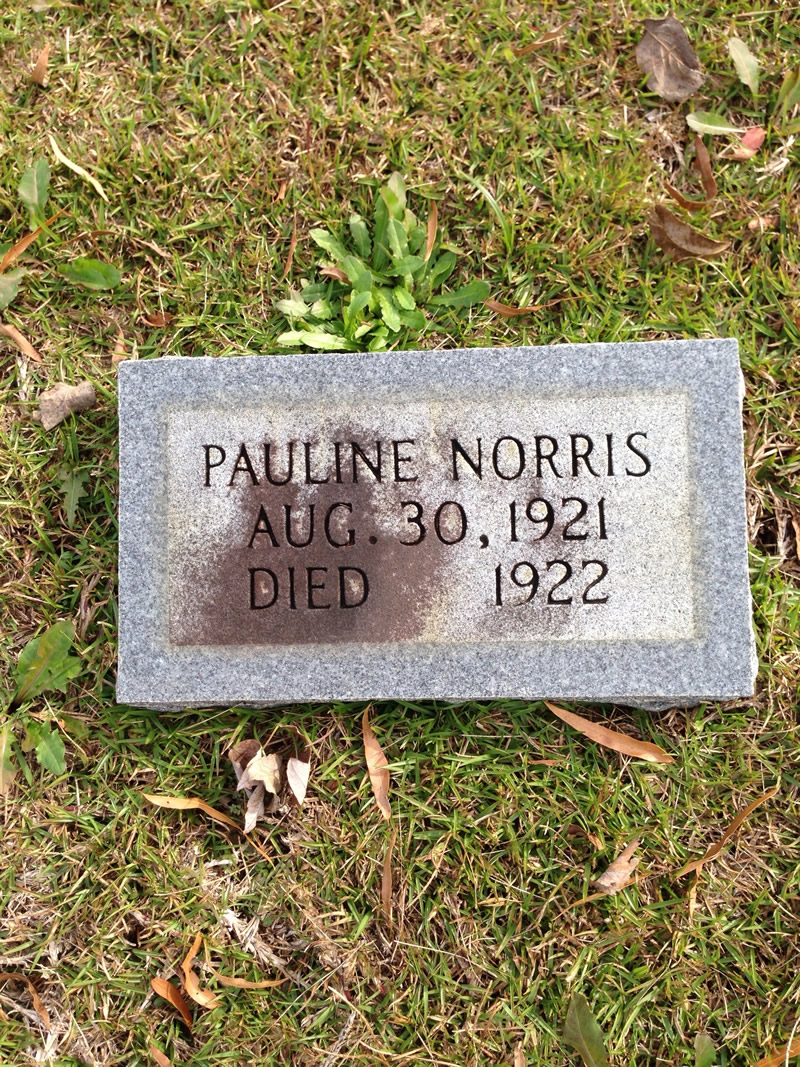 PAULINE NORRIS
AUG. 30, 1921
DIED 1922